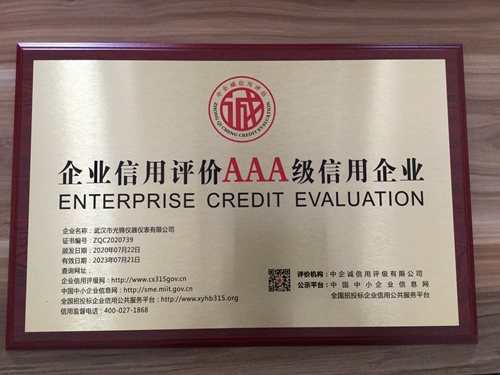 中企诚信用评级
ZHONG QI CHENG CREDIT EVALUATION
企业信用评价AAA级信用企业
ENTERPRISE CREDIT EVALUATION
企业名称：武汉市光锦仪器仪表有限公司
证书编号：ZQC2020739
颁发日期：2020年07月22日
有效日期：2023年07月21日
查询网址：
企业信用评级网：http://www.cx315gov.cn
中国中小企业信息网：http://sme.miit.gov.cn
全国招投标企业信用公共服务平台：http://www.xyhb315.org
信用监督电话：400-027-1868
评价机构：中企诚信用评级有限公司
公示平台：中国中小企业信息网
全国招投标企业信用公共服务平台